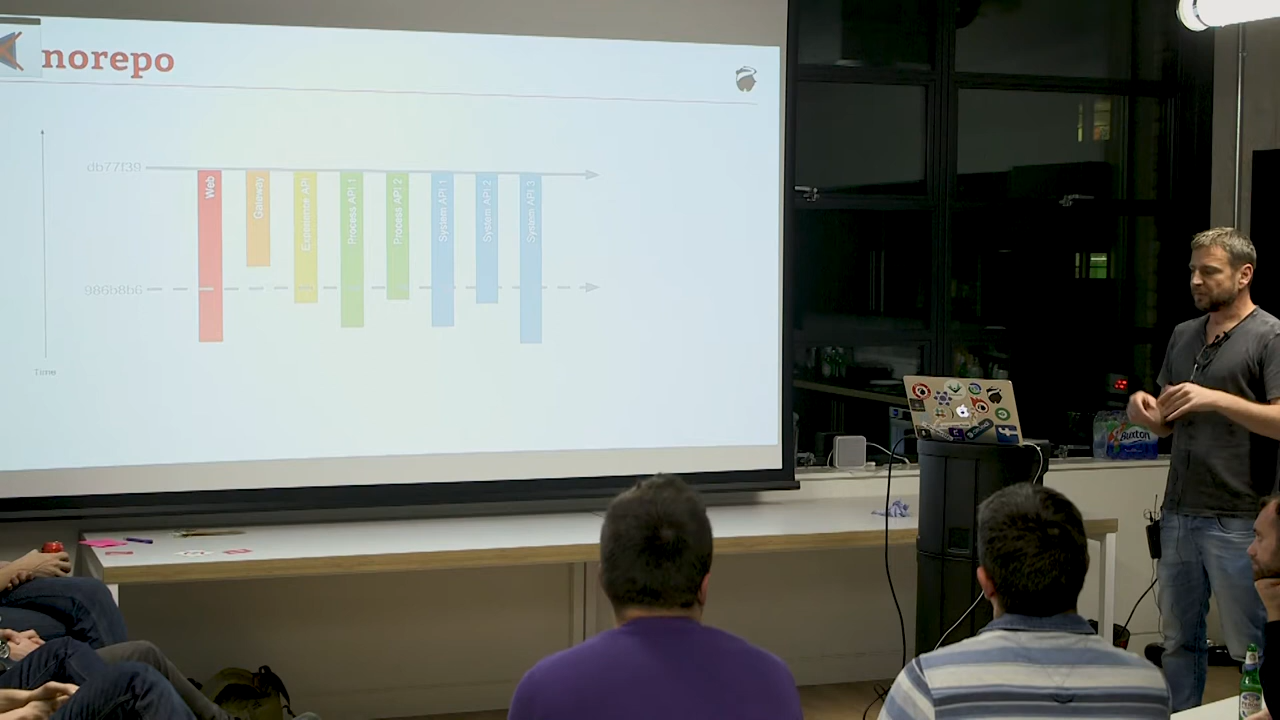 norepo
db77f39
Web
Gateway
Experience API
Process API 1
Process API 2
System API 1
System API 2
System API 3
986b8b6
Time
Buxton